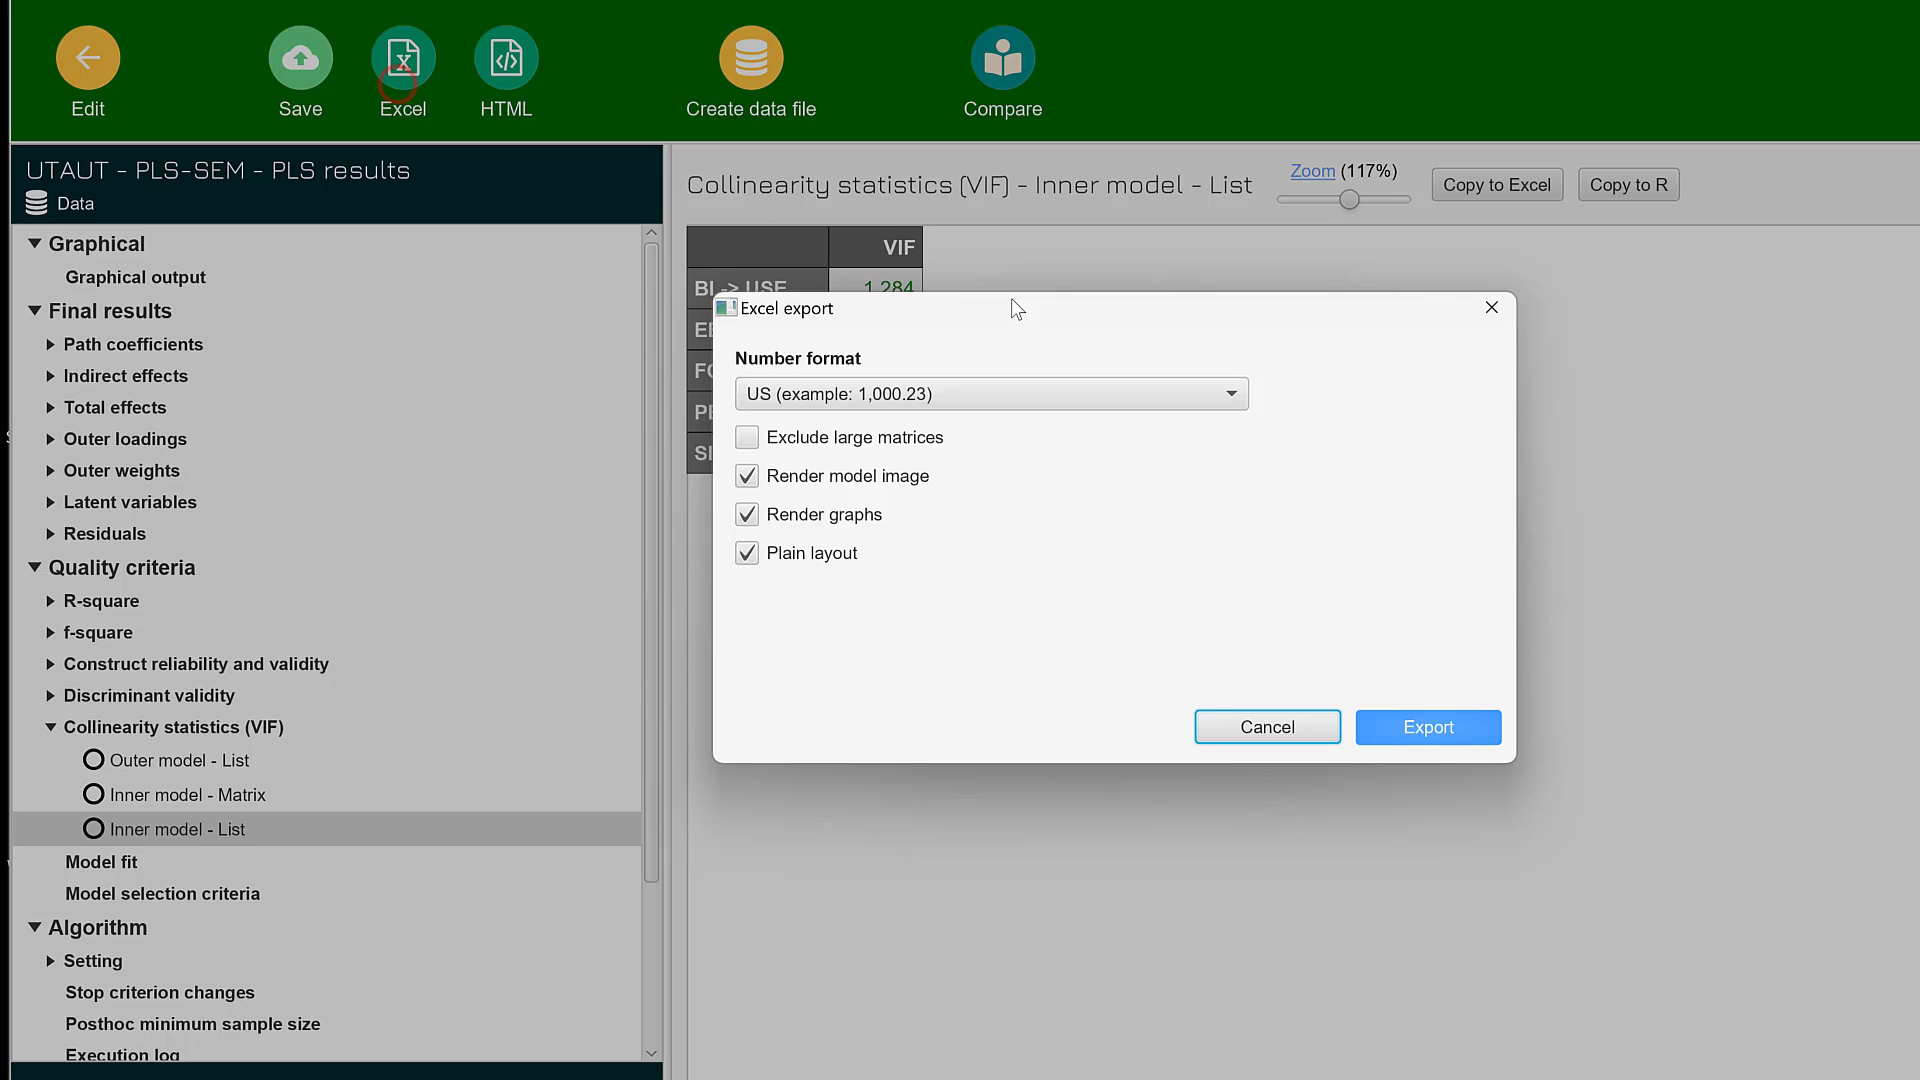 Edit
Save
Excel
HTML
Create data file
Compare
UTAUT - PLS-SEM - PLS results
Data
Graphical
Graphical output
Final results
Path coefficients
Indirect effects
Total effects
Outer loadings
Outer weights
Latent variables
Residuals
Quality criteria
R-square
f-square
Construct reliability and validity
Discriminant validity
Collinearity statistics (VIF)
Outer model - List
Inner model - Matrix
Inner model - List
Model fit
Model selection criteria
Algorithm
Setting
Stop criterion changes
Posthoc minimum sample size
Execution log
Collinearity statistics (VIF) - Inner model - List
Zoom (117%)
Copy to Excel
Copy to R
VIF
BI -> USE 1.284
Excel export
Number format
US (example: 1,000.23)
Exclude large matrices
Render model image
Render graphs
Plain layout
Cancel
Export